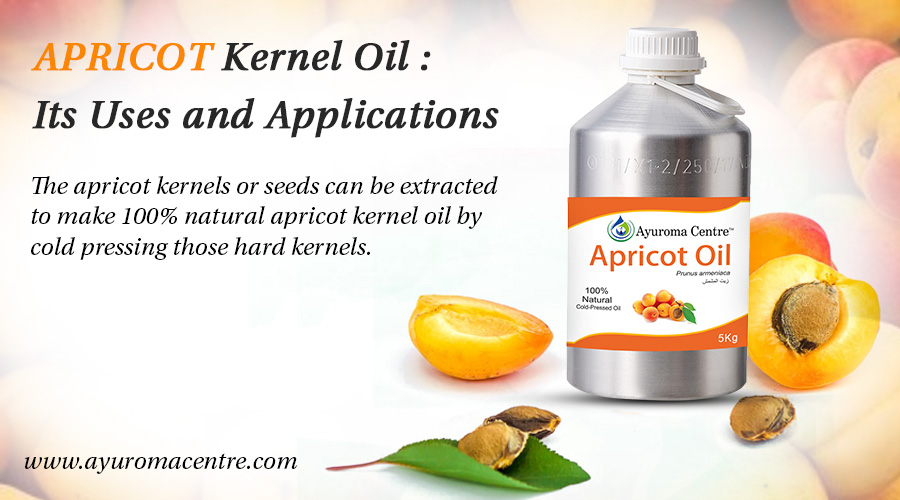 APRICOT Kernel Oil :
Its Uses and Applications
The apricot kernels or seeds can be extracted
to make 100% natural apricot kernel oil by
cold pressing those hard kernels.
Ayuroma Centre™
Apricot Oil
Prunus armeniaca
زيت المشمش
100%
Natural
Cold-Pressed Oil
5Kg
www.ayuromacentre.com